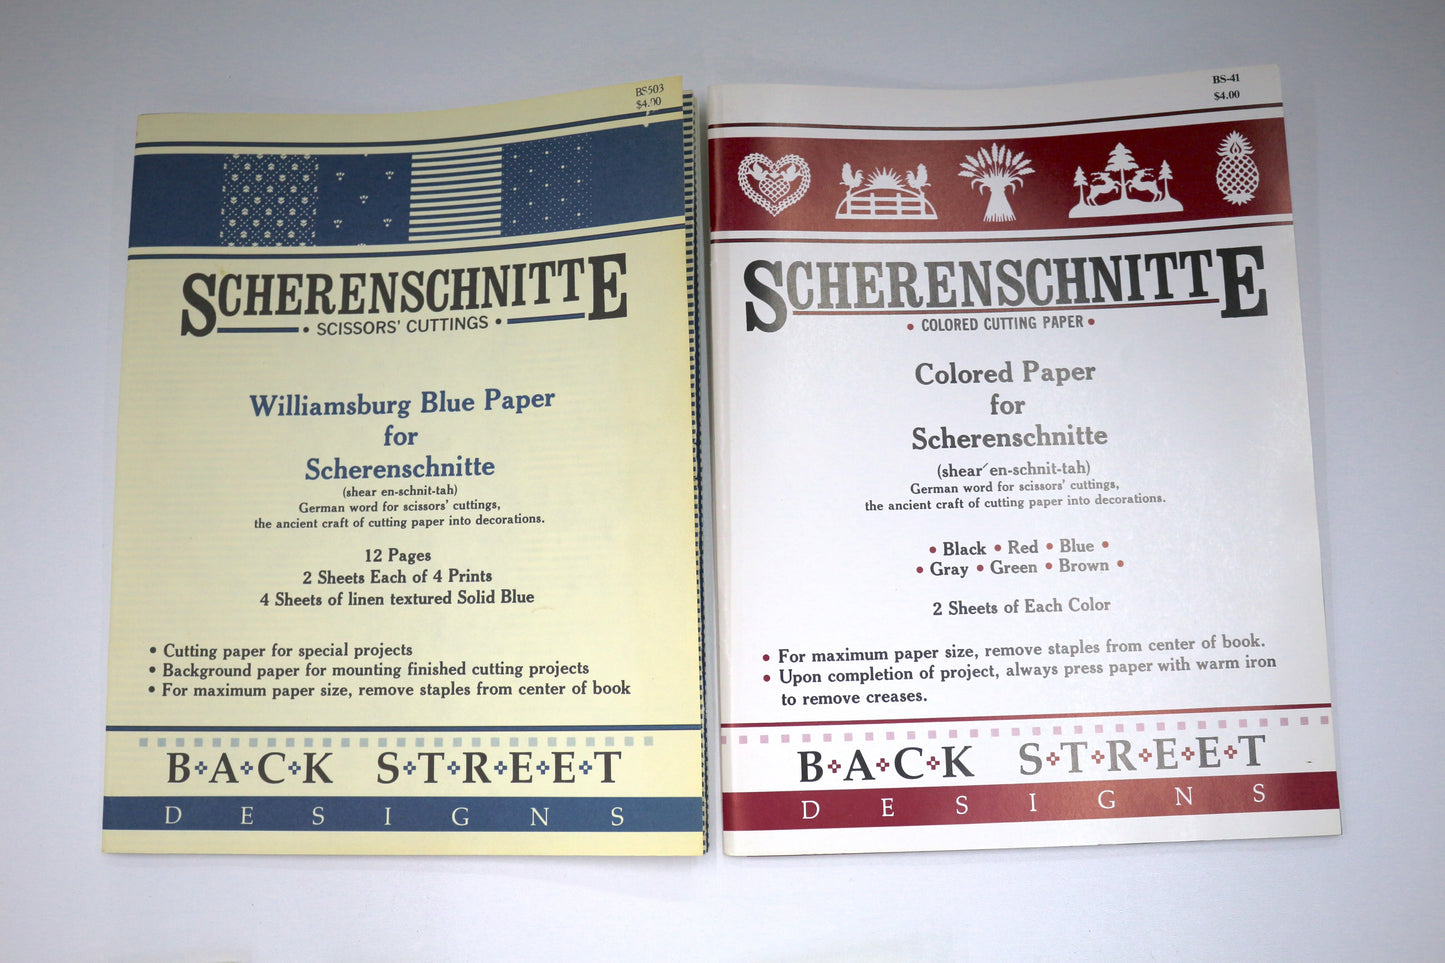 BS503
$4.00
SCHERENSCHNITTE
• SCISSORS' CUTTINGS •
Williamsburg Blue Paper
for
Scherenschnitte
(shear en-schnit-tah)
German word for scissors' cuttings,
the ancient craft of cutting paper into decorations.
12 Pages
2 Sheets Each of 4 Prints
4 Sheets of linen textured Solid Blue
• Cutting paper for special projects
• Background paper for mounting finished cutting projects
• For maximum paper size, remove staples from center of book
BACK STREET
DESIGNS
BS-41
$4.00
SCHERENSCHNITTE
• COLORED CUTTING PAPER •
Colored Paper
for
Scherenschnitte
(shear′en-schnit-tah)
German word for scissors' cuttings,
the ancient craft of cutting paper into decorations.
• Black • Red • Blue •
• Gray • Green • Brown •
2 Sheets of Each Color
• For maximum paper size, remove staples from center of book.
• Upon completion of project, always press paper with warm iron
to remove creases.
BACK STREET
DESIGNS